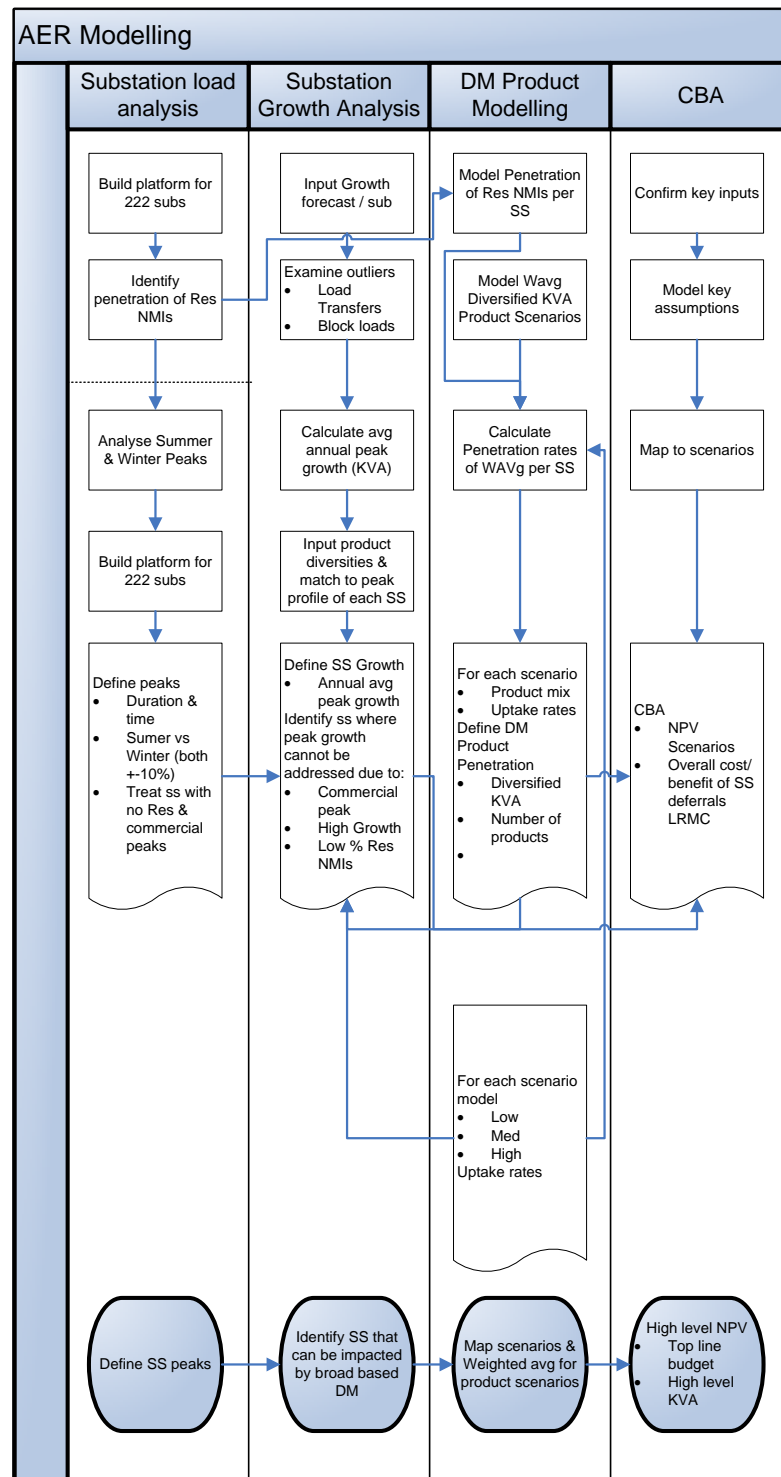 AER Modelling
Substation load
analysis
Substation
Growth Analysis
DM Product
Modelling
CBA
Build platform for
222 subs
Input Growth
forecast / sub
Model Penetration
of Res NMIs per
SS
Confirm key inputs
Identify
penetration of Res
NMIs
Examine outliers
• Load
Transfers
• Block loads
Model Wavg
Diversified KVA
Product Scenarios
Model key
assumptions
Analyse Summer
& Winter Peaks
Calculate avg
annual peak
growth (KVA)
Calculate
Penetration rates
of WAVg per SS
Map to scenarios
Build platform for
222 subs
Input product
diversities &
match to peak
profile of each SS
Define peaks
• Duration &
time
• Sumer vs
Winter (both
+-10%)
• Treat ss with
no Res &
commercial
peaks
Define SS Growth
• Annual avg
peak growth
Identify ss where
peak growth
cannot be
addressed due to:
• Commercial
peak
• High Growth
• Low % Res
NMIs
For each scenario
• Product mix
• Uptake rates
Define DM
Product
Penetration
• Diversified
KVA
• Number of
products
•
CBA
• NPV
Scenarios
• Overall cost/
benefit of SS
deferrals
LRMC
For each scenario
model
• Low
• Med
• High
Uptake rates
Define SS peaks
Identify SS that
can be impacted
by broad based
DM
Map scenarios &
Weighted avg for
product scenarios
High level NPV
• Top line
budget
• High level
KVA